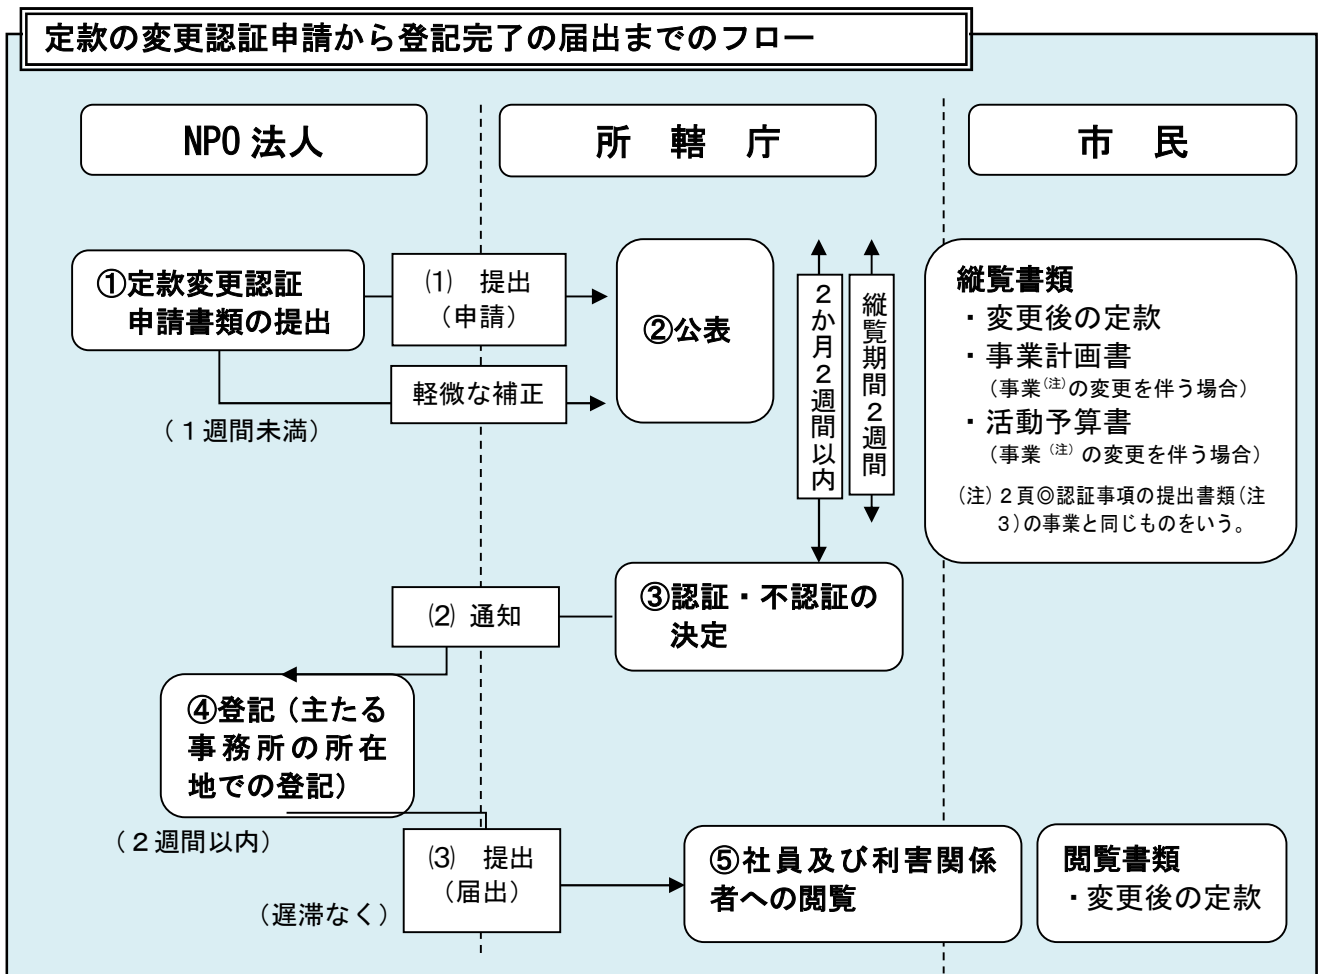 定款の変更認証申請から登記完了の届出までのフロー
NPO 法人
所 轄 庁
市 民
①定款変更認証
申請書類の提出
⑴ 提出
（申請）
軽微な補正
（１週間未満）
②公表
２か月２週間以内
縦覧期間２週間
縦覧書類
・変更後の定款
・事業計画書
（事業(注)の変更を伴う場合）
・活動予算書
（事業(注)の変更を伴う場合）
(注)２頁◎認証事項の提出書類(注
３)の事業と同じものをいう。
⑵ 通知
③認証・不認証の
決定
④登記（主たる
事務所の所在
地での登記）
（２週間以内）
⑶ 提出
（届出）
（遅滞なく）
⑤社員及び利害関係
者への閲覧
閲覧書類
・変更後の定款